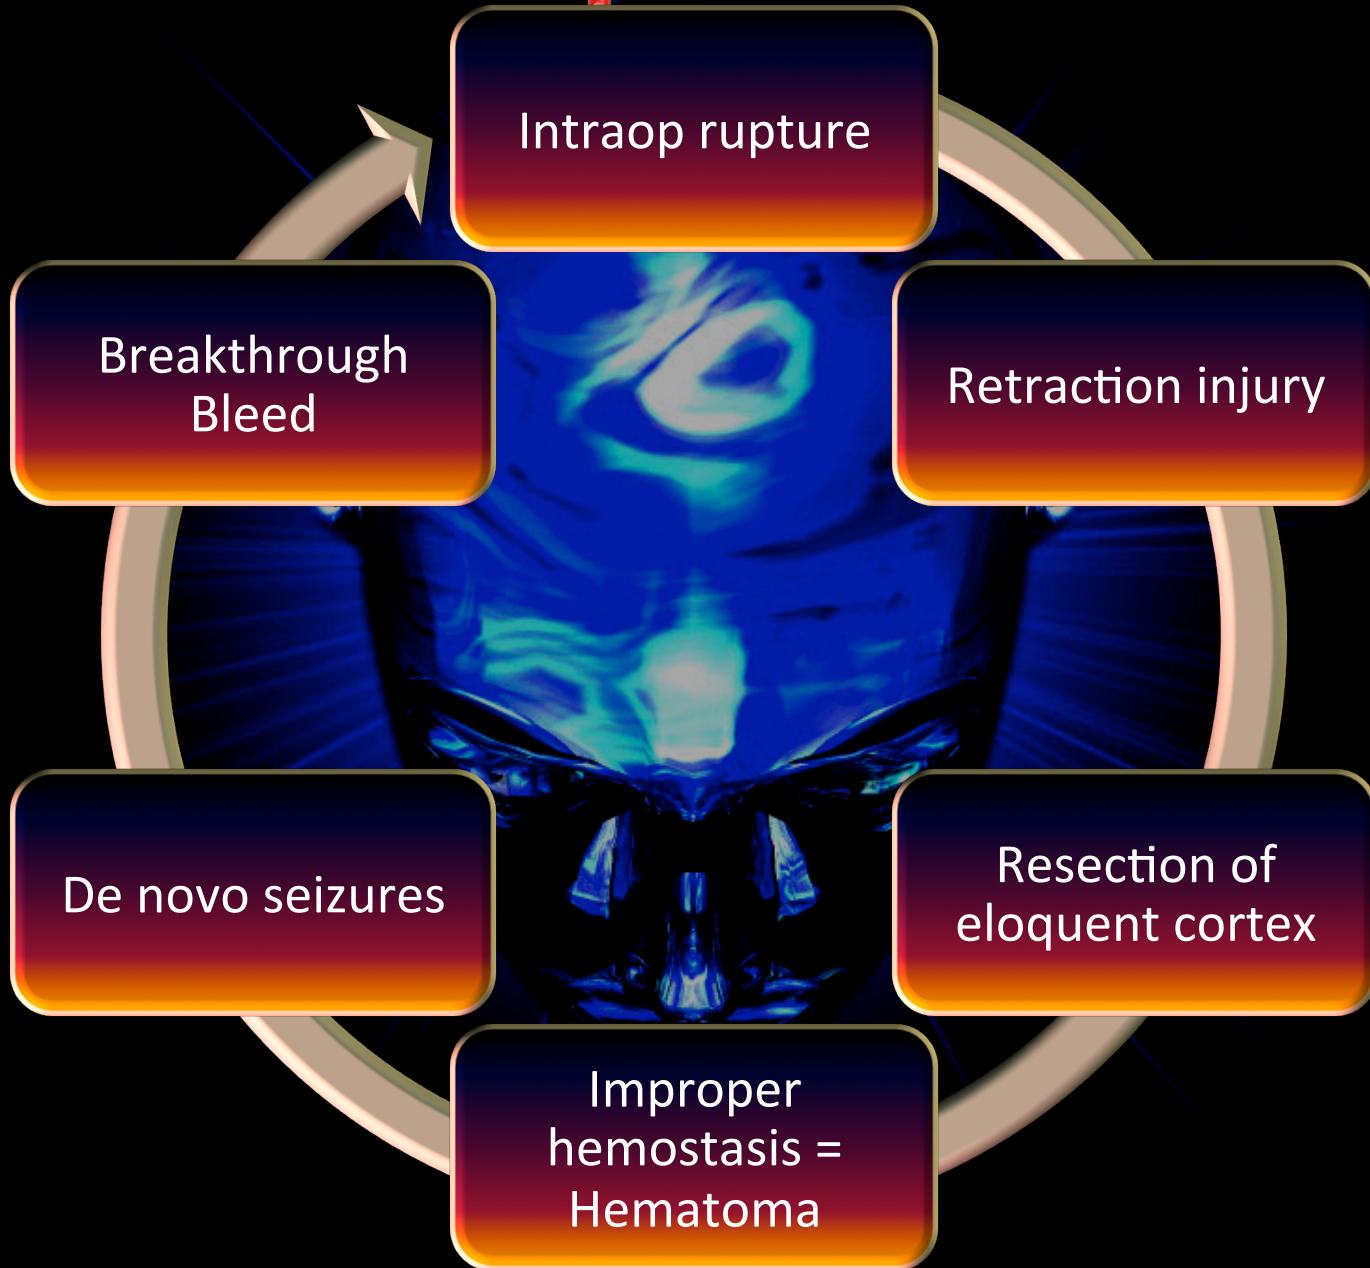 Intraop rupture
Retraction injury
Resection of
eloquent cortex
Improper
hemostasis =
Hematoma
De novo seizures
Breakthrough
Bleed